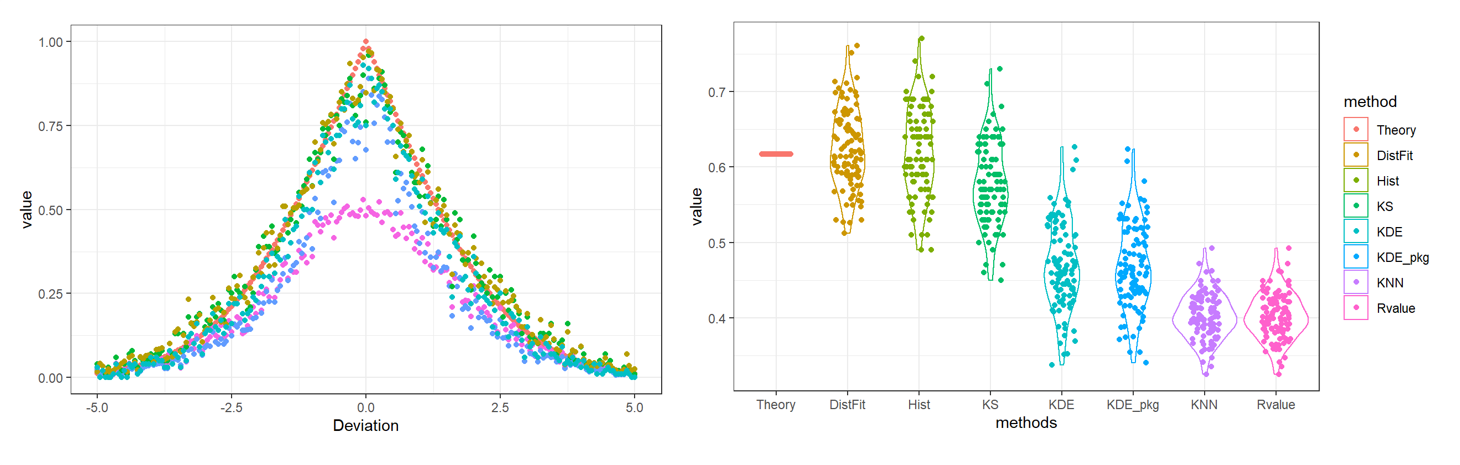 value
1.00
0.75
0.50
0.25
0.00
-5.0 -2.5 0.0 2.5 5.0
Deviation
value
0.7
0.6
0.5
0.4
Theory DistFit Hist KS KDE KDE_pkg KNN Rvalue
methods
method
Theory
DistFit
Hist
KS
KDE
KDE_pkg
KNN
Rvalue